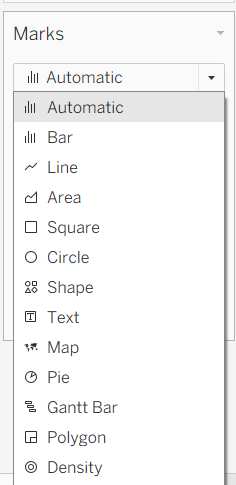 Marks
Automatic
Automatic
Bar
Line
Area
Square
Circle
Shape
Text
Map
Pie
Gantt Bar
Polygon
Density